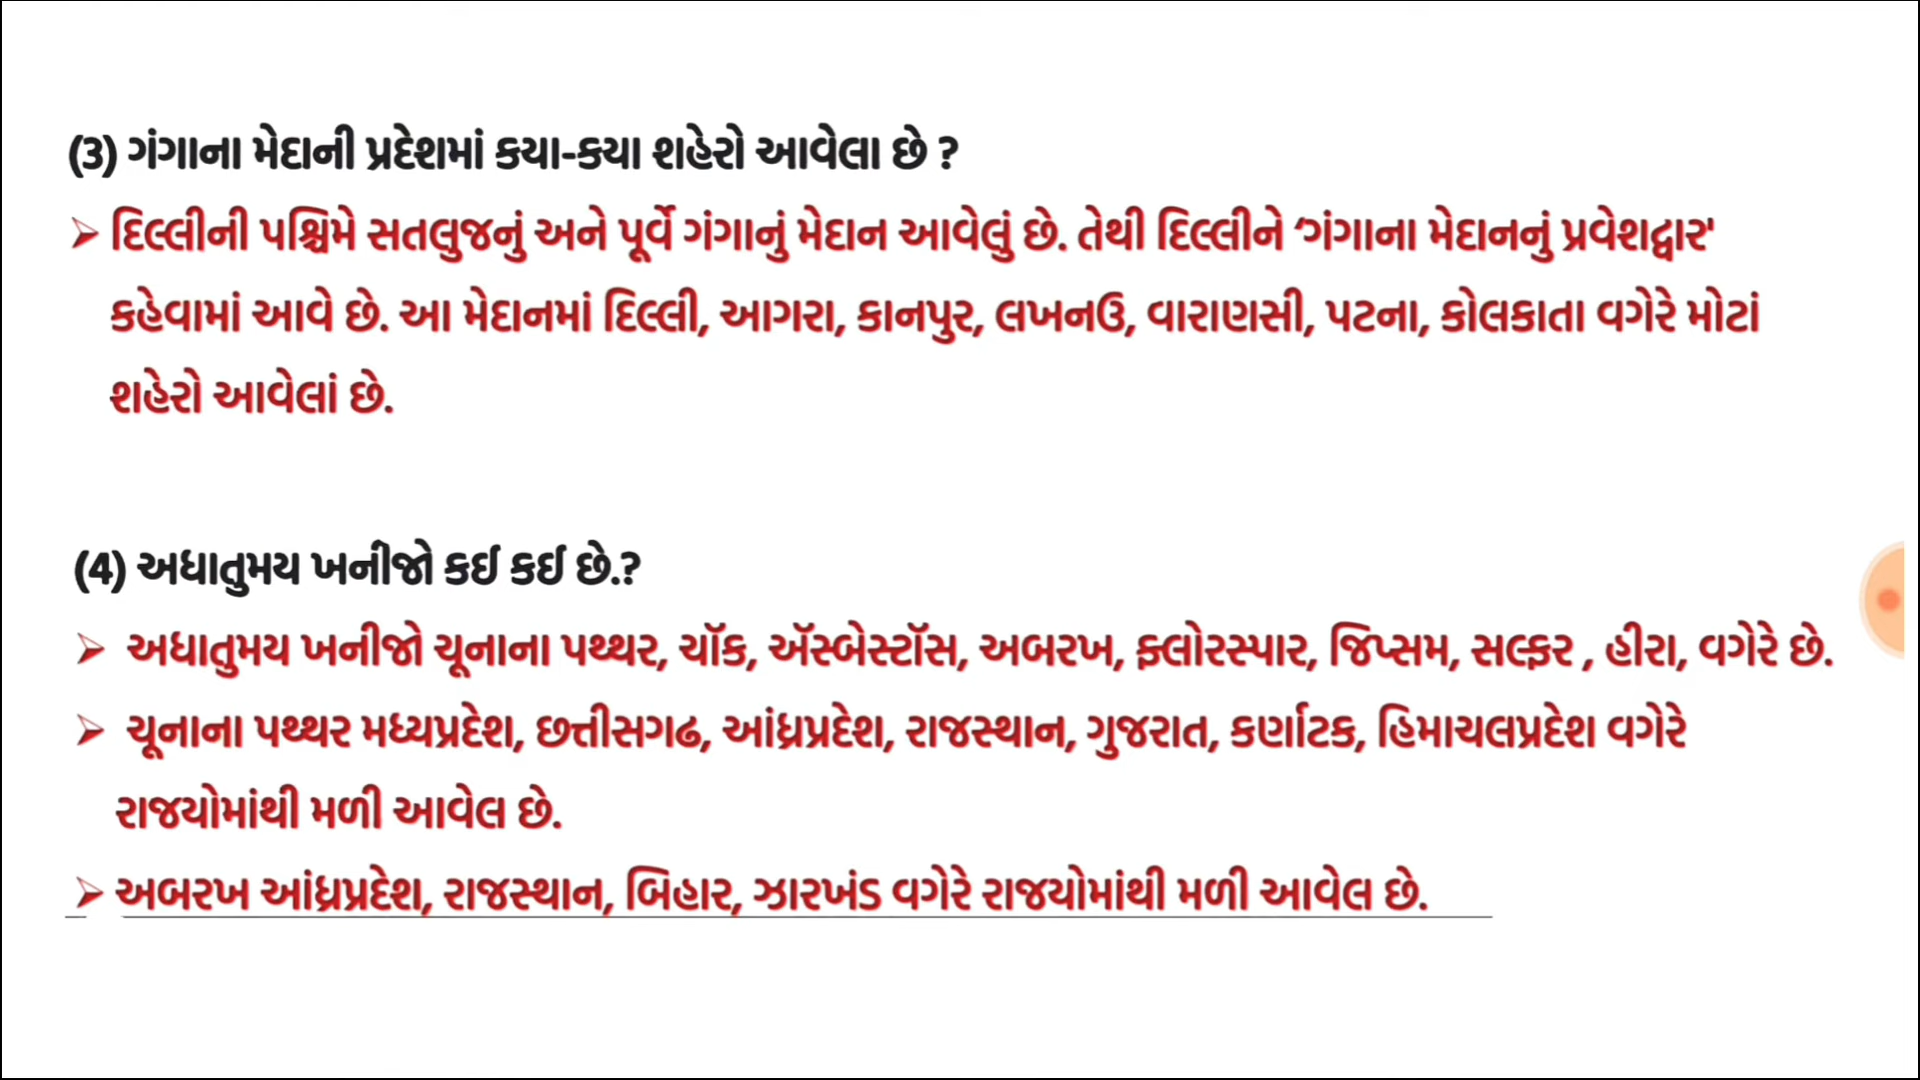 (3) ગંગાના મેદાની પ્રદેશમાં કયા-કયા શહેરો આવેલા છે ?
➢ દિલ્લીની પશ્ચિમે સતલુજનું અને પૂર્વે ગંગાનું મેદાન આવેલું છે. તેથી દિલ્લીને ‘ગંગાના મેદાનનું પ્રવેશદ્વાર'
કહેવામાં આવે છે. આ મેદાનમાં દિલ્લી, આગરા, કાનપુર, લખનઉ, વારાણસી, પટના, કોલકાતા વગેરે મોટાં
શહેરો આવેલાં છે.
(4) અધાતુમય ખનીજો કઈ કઈ છે.?
➢ અધાતુમય ખનીજો ચૂનાના પથ્થર, ચૉક, ઍસ્બેસ્ટૉસ, અબરખ, ફ્લોરસ્પાર, જિપ્સમ, સલ્ફર , હીરા, વગેરે છે.
➢ ચૂનાના પથ્થર મધ્યપ્રદેશ, છત્તીસગઢ, આંધ્રપ્રદેશ, રાજસ્થાન, ગુજરાત, કર્ણાટક, હિમાચલપ્રદેશ વગેરે
રાજયોમાંથી મળી આવેલ છે.
➢ અબરખ આંધ્રપ્રદેશ, રાજસ્થાન, બિહાર, ઝારખંડ વગેરે રાજયોમાંથી મળી આવેલ છે.